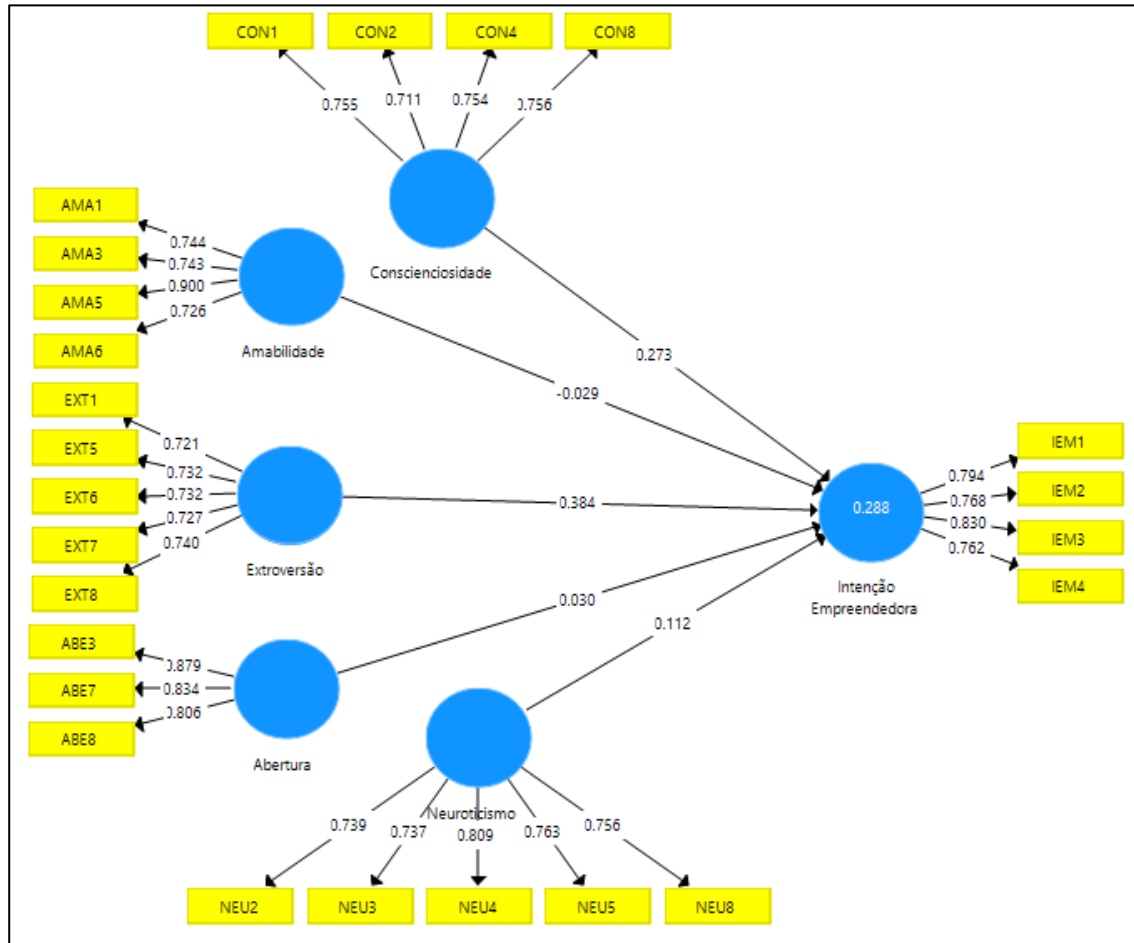 CON1 CON2 CON4 CON8
0.755 0.711 0.754 0.756
Conscienciosidade
AMA1
AMA3
AMA5
AMA6
0.744
0.743
0.900
0.726
Amabilidade
0.273
-0.029
EXT1
EXT5
EXT6
EXT7
EXT8
0.721
0.732
0.732
0.727
0.740
Extroversão
0.384
ABE3
ABE7
ABE8
0.879
0.834
0.806
Abertura
0.030
0.112
0.288
Intenção
Empreendedora
0.794
0.768
0.830
0.762
IEM1
IEM2
IEM3
IEM4
Neuroticismo
0.739 0.737 0.809 0.763 0.756
NEU2 NEU3 NEU4 NEU5 NEU8